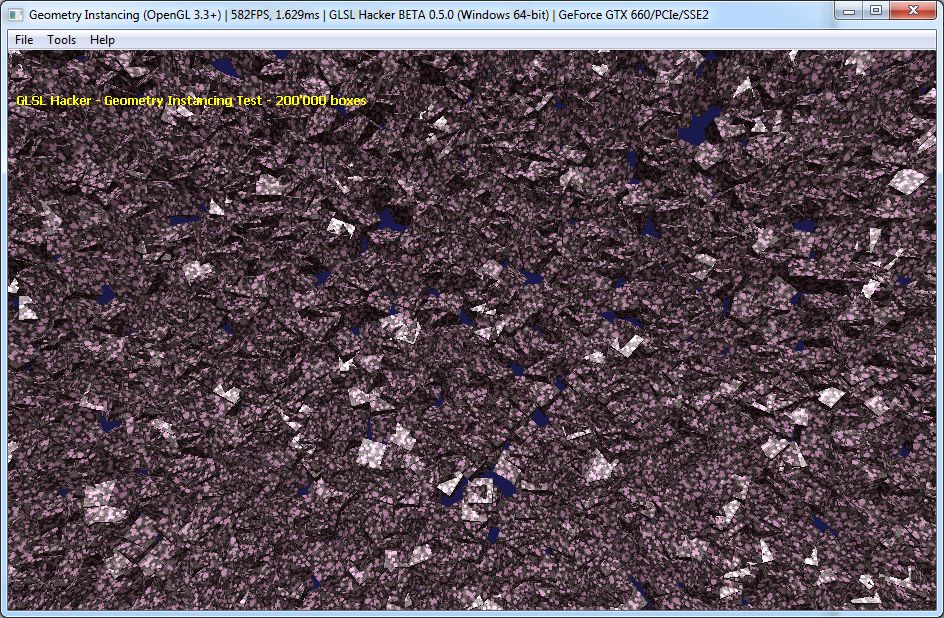 Geometry Instancing (OpenGL 3.3+) | 582FPS, 1.629ms | GLSL Hacker BETA 0.5.0 (Windows 64-bit) | GeForce GTX 660/PCIe/SSE2
File Tools Help
GLSL Hacker - Geometry Instancing Test - 200'000 boxes